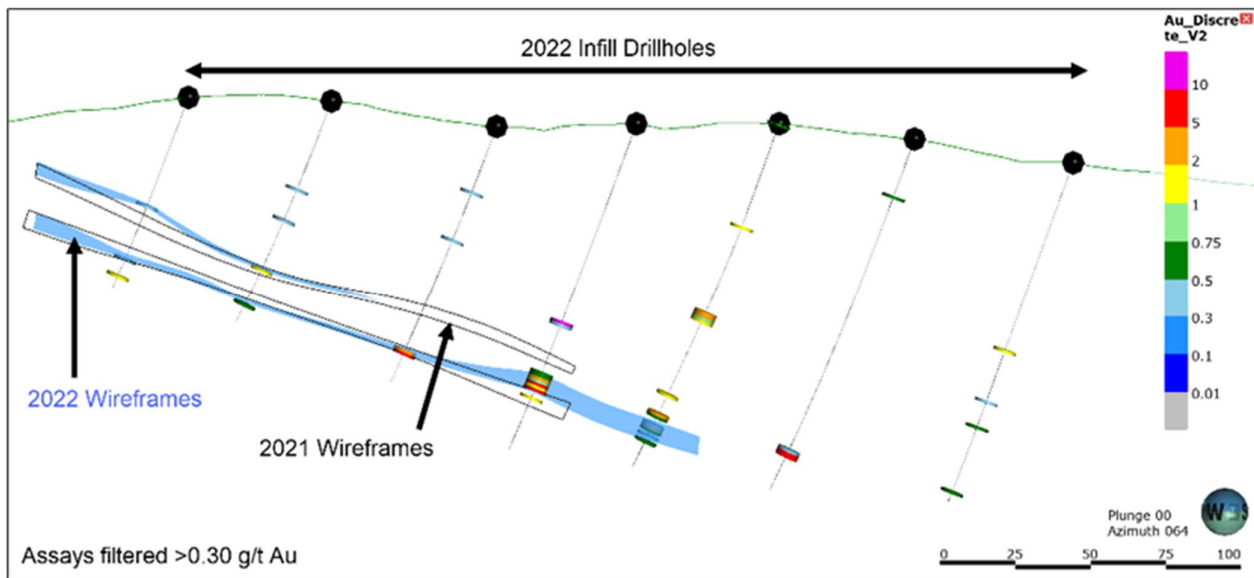 2022 Infill Drillholes
Au_Discre
te_V2
10
5
2
1
0.75
0.5
0.3
0.1
0.01
2022 Wireframes
2021 Wireframes
Plunge 00
Azimuth 064
0 25 50 75 100
Assays filtered >0.30 g/t Au